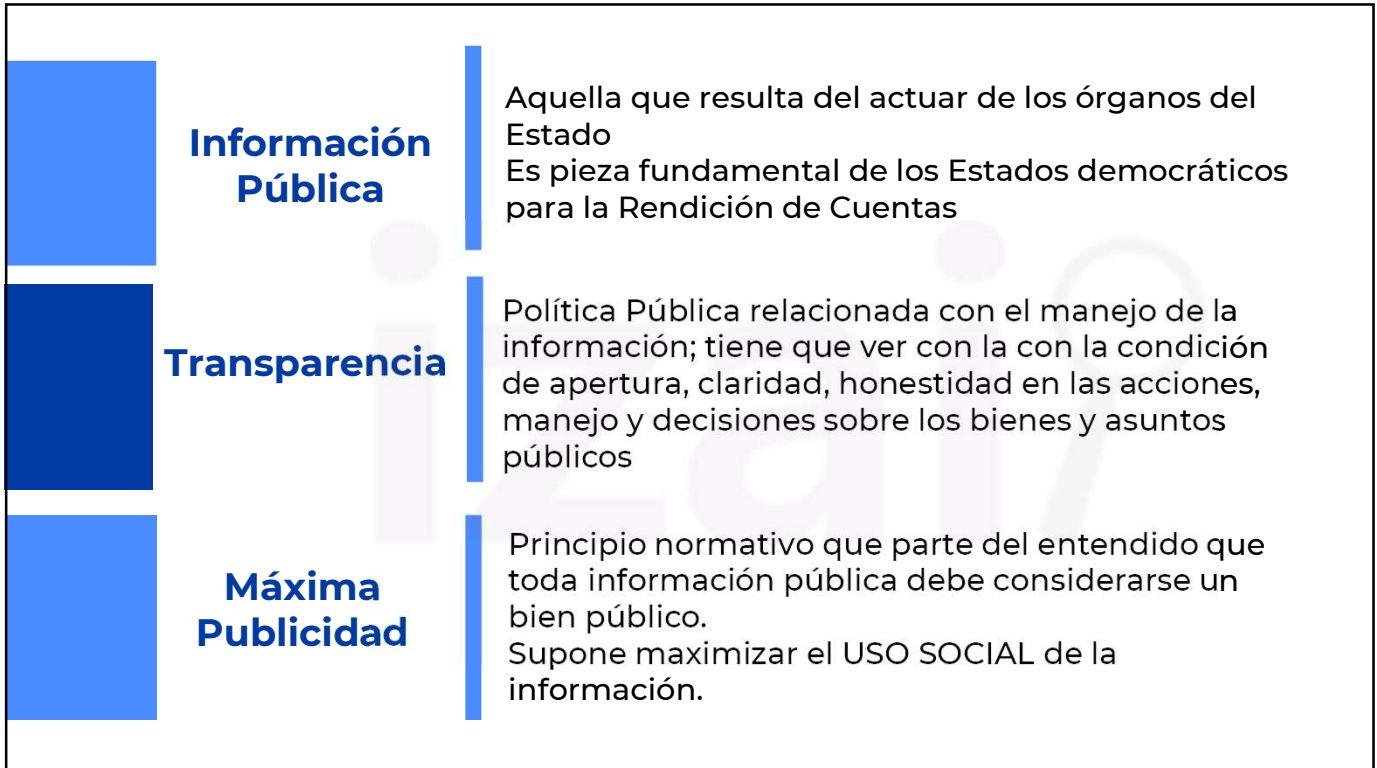 Información
Pública
Aquella que resulta del actuar de los órganos del
Estado
Es pieza fundamental de los Estados democráticos
para la Rendición de Cuentas
Transparencia
Política Pública relacionada con el manejo de la
información; tiene que ver con la con la condición
de apertura, claridad, honestidad en las acciones,
manejo y decisiones sobre los bienes y asuntos
públicos
Máxima
Publicidad
Principio normativo que parte del entendido que
toda información pública debe considerarse un
bien público.
Supone maximizar el USO SOCIAL de la
información.
izai